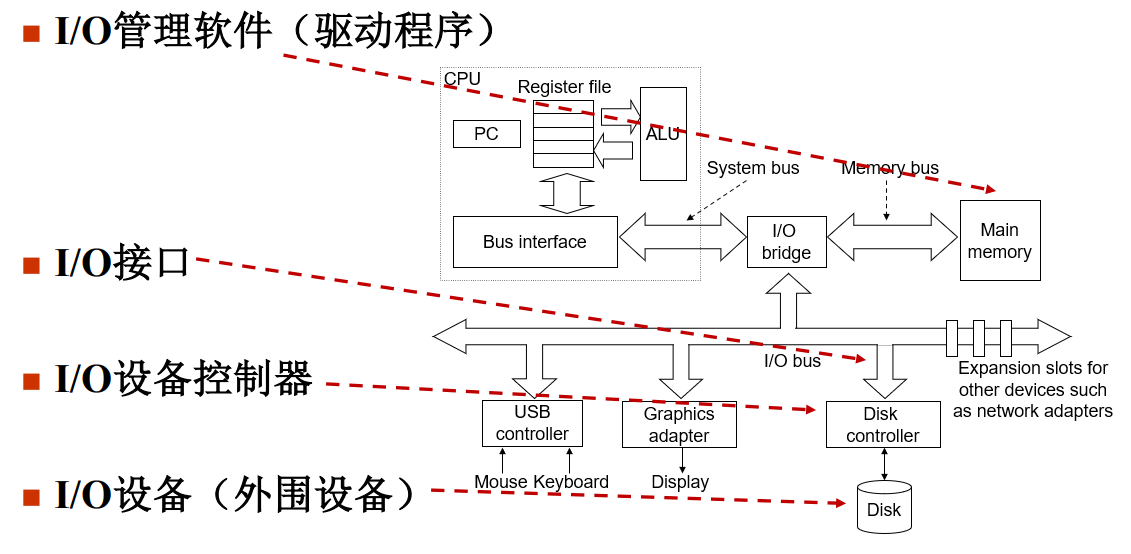 I/O管理软件（驱动程序）
CPU
Register file
PC
ALU
System bus
Memory bus
Bus interface
I/O
bridge
Main
memory
I/O接口
I/O bus
Expansion slots for
other devices such
as network adapters
I/O设备控制器
USB
controller
Graphics
adapter
Disk
controller
Mouse Keyboard
Display
I/O设备（外围设备）
Disk